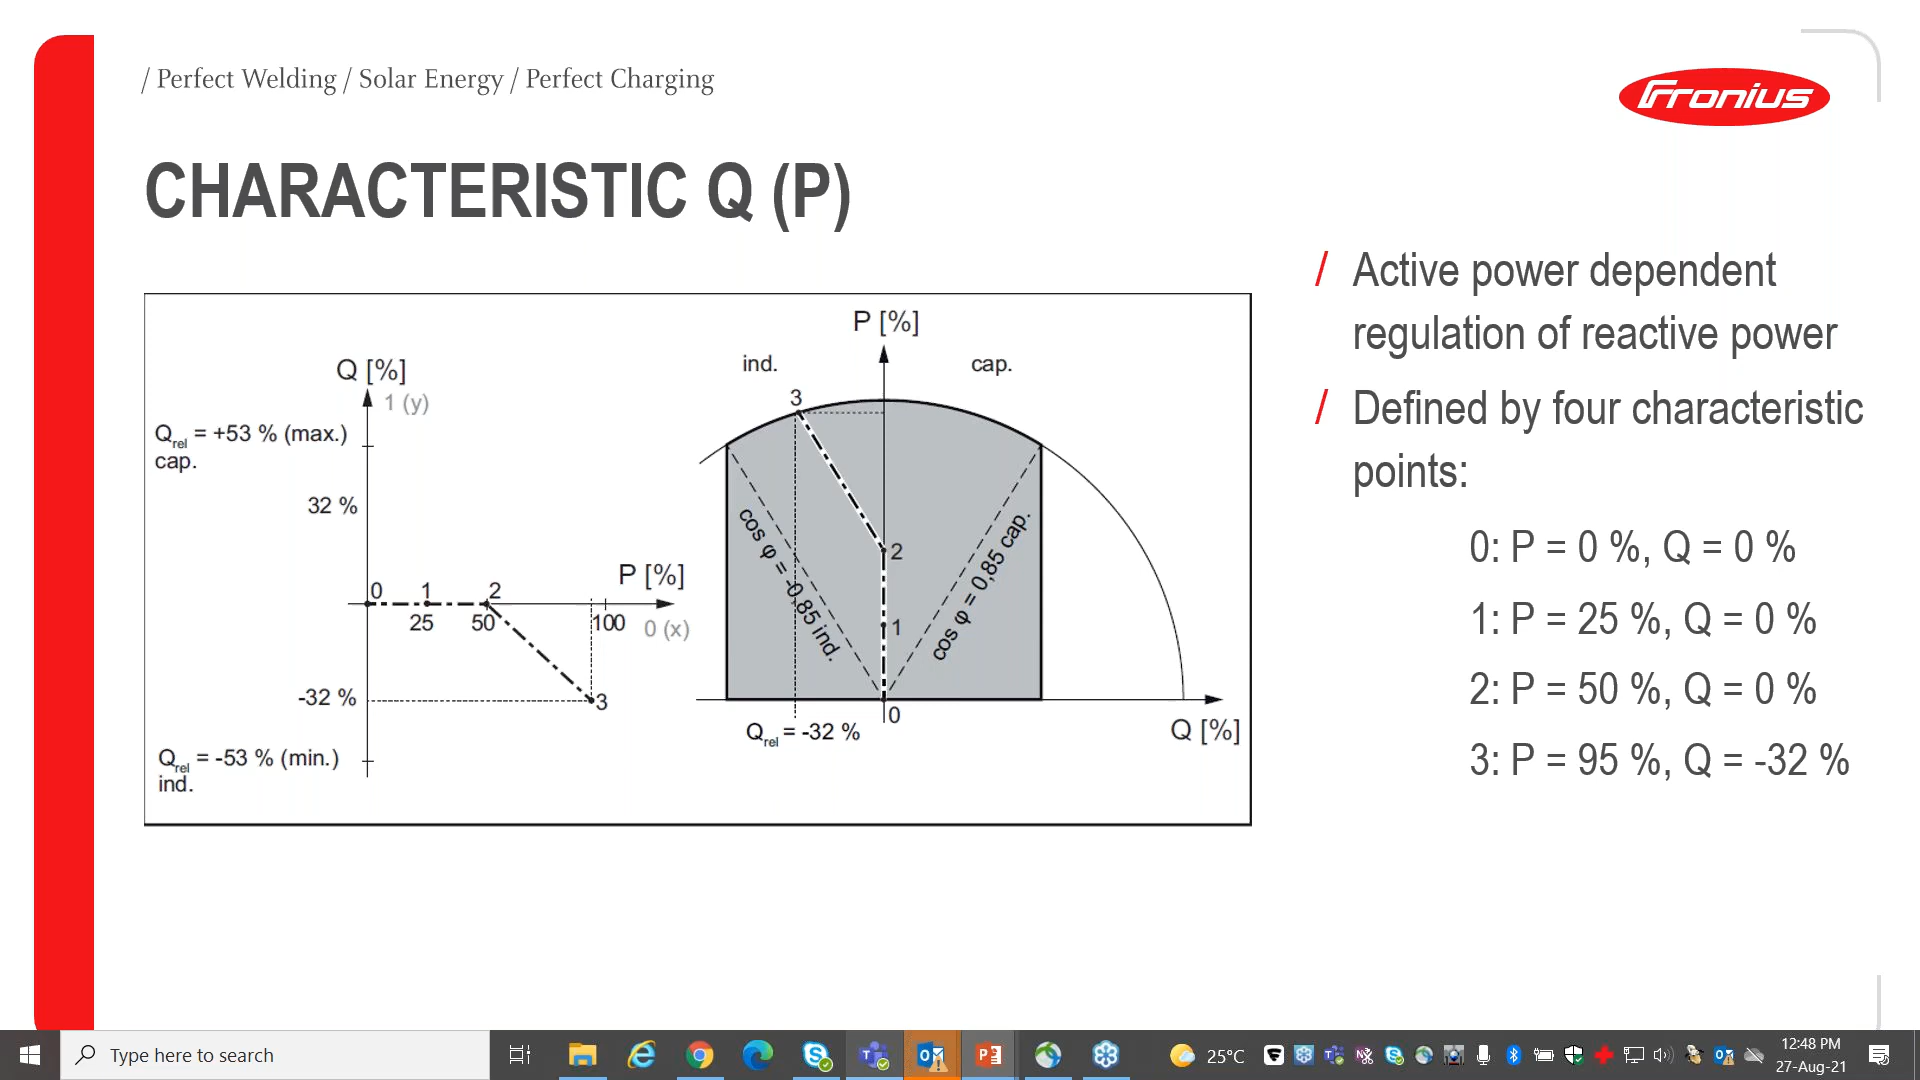 / Perfect Welding / Solar Energy / Perfect Charging
Fronius
CHARACTERISTIC Q (P)
Q [%]
1 (y)
Qrel = +53 % (max.)
cap.
32 %
P [%]
0 1 2
25 50 100 0 (x)
-32 %
3
Qrel = -53 % (min.)
ind.
P [%]
ind. cap.
3
2
cos φ = -0,85 ind.
cos φ = 0,85 cap.
1
0
Qrel = -32 %
Q [%]
/ Active power dependent
regulation of reactive power
/ Defined by four characteristic
points:
0: P = 0 %, Q = 0 %
1: P = 25 %, Q = 0 %
2: P = 50 %, Q = 0 %
3: P = 95 %, Q = -32 %
Type here to search
25°C
12:48 PM
27-Aug-21